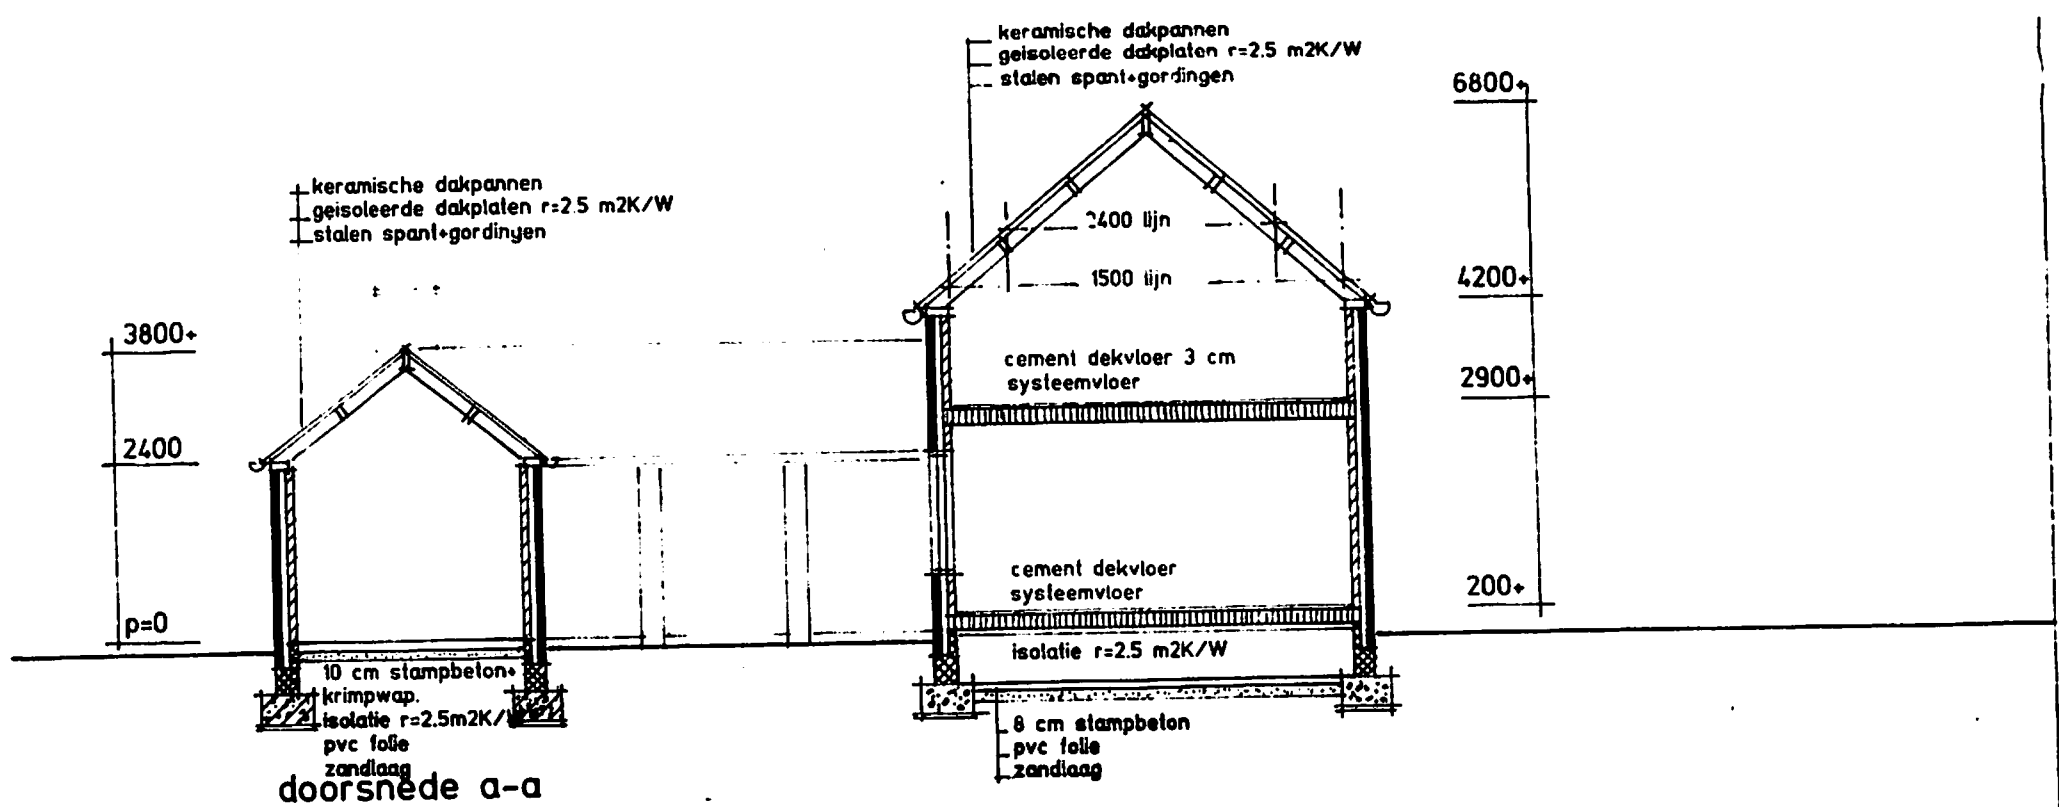 keramische dakpannen
geisoleerde dakplaten r=2.5 m2K/W
stalen spant+gordingen
6800+
keramische dakpannen
geisoleerde dakplaten r=2.5 m2K/W
stalen spant+gordingen
2400 lijn
1500 lijn
4200+
3800+
cement dekvloer 3 cm
systeemvloer
2900+
2400
cement dekvloer
systeemvloer
200+
p=0
isolatie r=2.5 m2K/W
10 cm stampbeton+
krimpwap.
isolatie r=2.5m2K/
pvc folie
zandlaag
8 cm stampbeton
pvc folie
zandlaag
doorsnede a-a